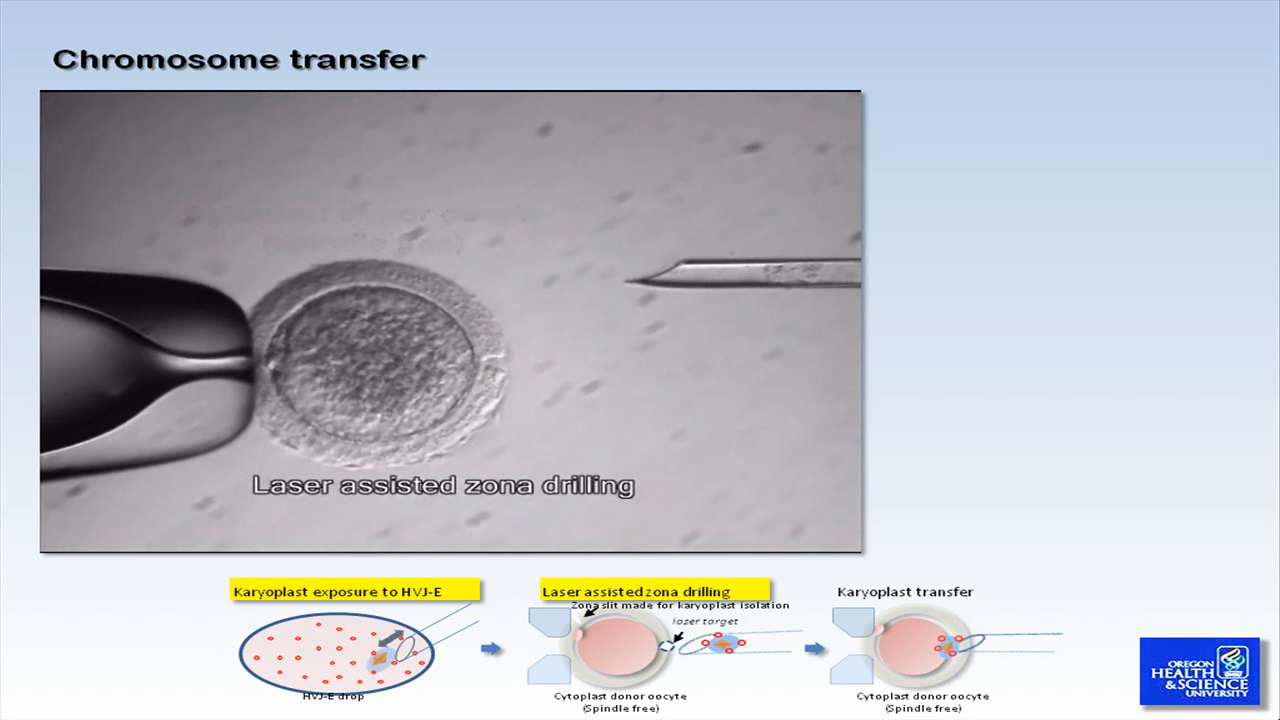 Chromosome transfer
Laser assisted zona drilling
Karyoplast exposure to HVJ-E
HVJ-E drop
Laser assisted zona drilling
Zona slit made for karyoplast isolation
laser target
Cytoplast donor oocyte
(Spindle free)
Karyoplast transfer
Cytoplast donor oocyte
(Spindle free)
OREGON
HEALTH
&SCIENCE
UNIVERSITY